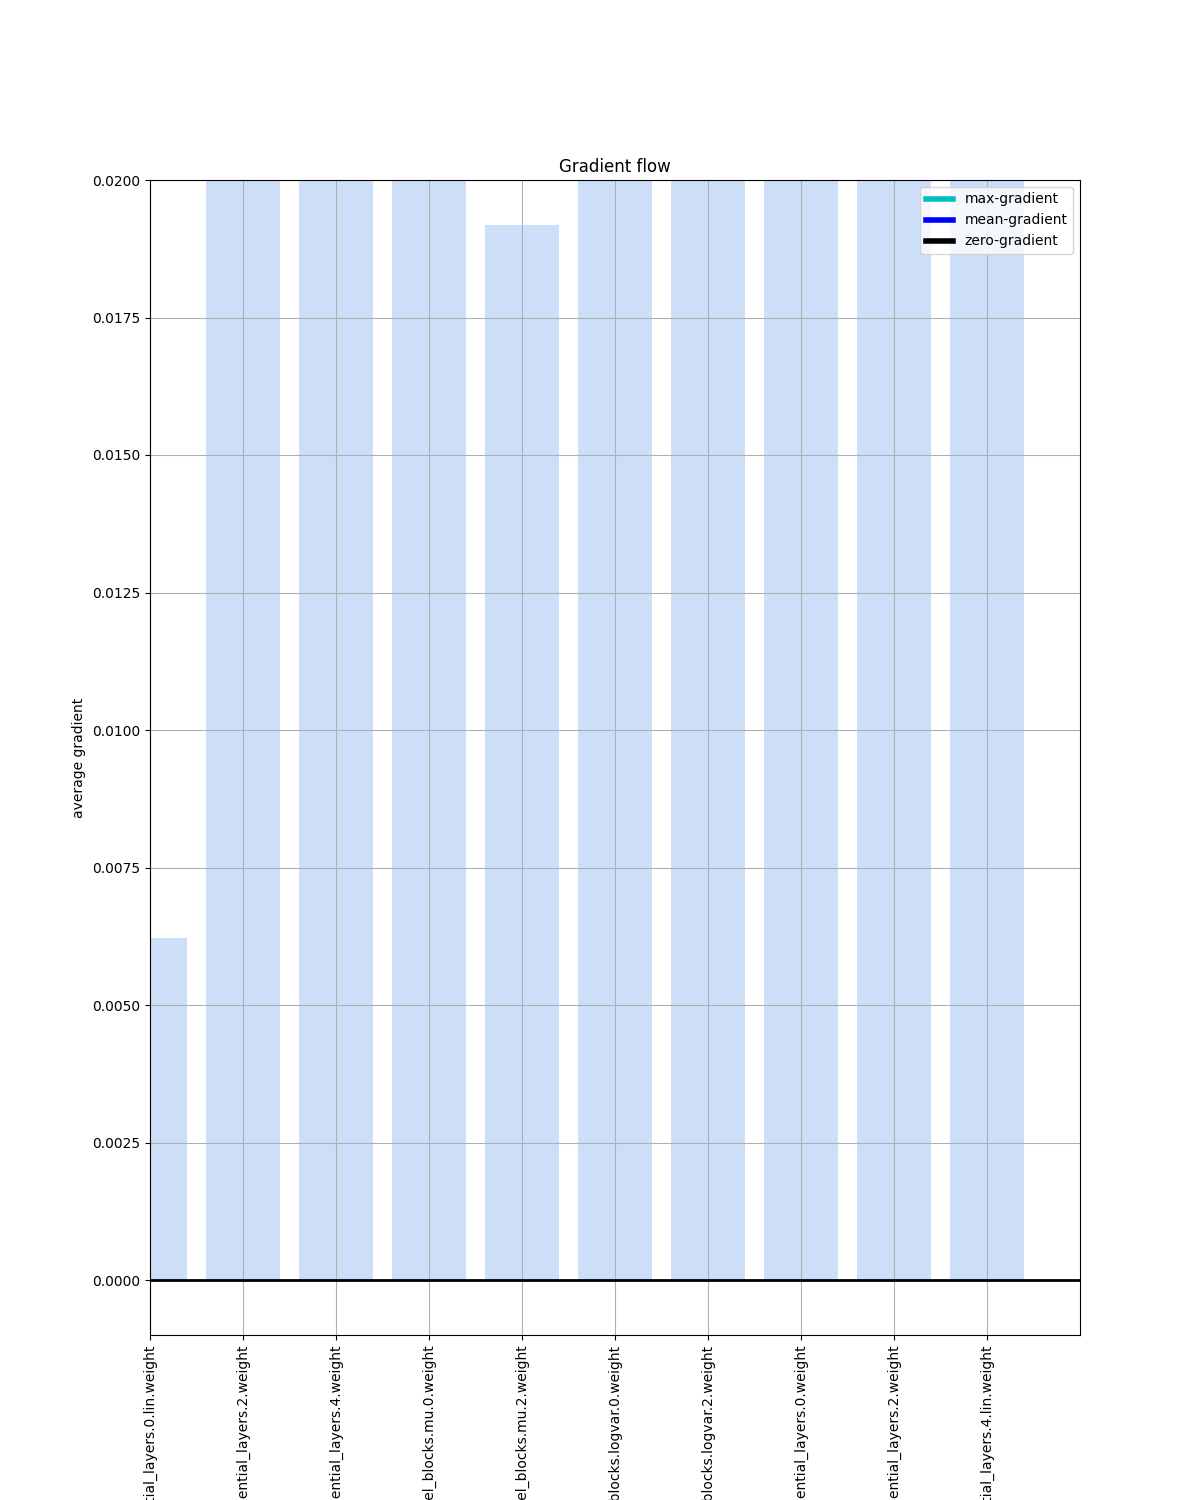 Gradient flow
max-gradient
mean-gradient
zero-gradient
average gradient
0.0200
0.0175
0.0150
0.0125
0.0100
0.0075
0.0050
0.0025
0.0000
tial_layers.0.lin.weight
ential_layers.2.weight
ential_layers.4.weight
el_blocks.mu.0.weight
el_blocks.mu.2.weight
blocks.logvar.0.weight
blocks.logvar.2.weight
ential_layers.0.weight
ential_layers.2.weight
tial_layers.4.lin.weight